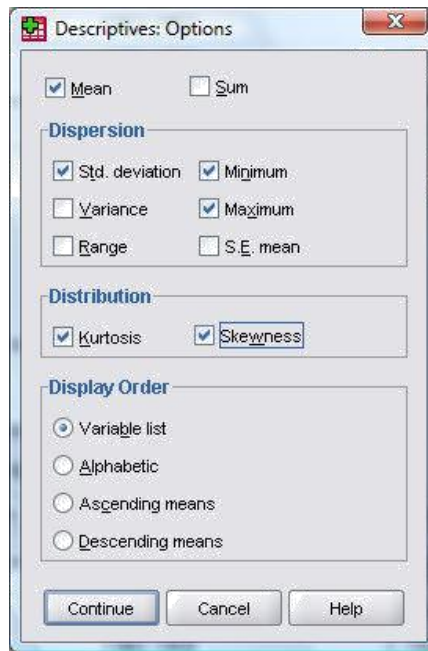 Descriptives: Options
Mean Sum
Dispersion
Std. deviation Minimum
Variance Maximum
Range S.E. mean
Distribution
Kurtosis Skewness
Display Order
Variable list
Alphabetic
Ascending means
Descending means
Continue Cancel Help